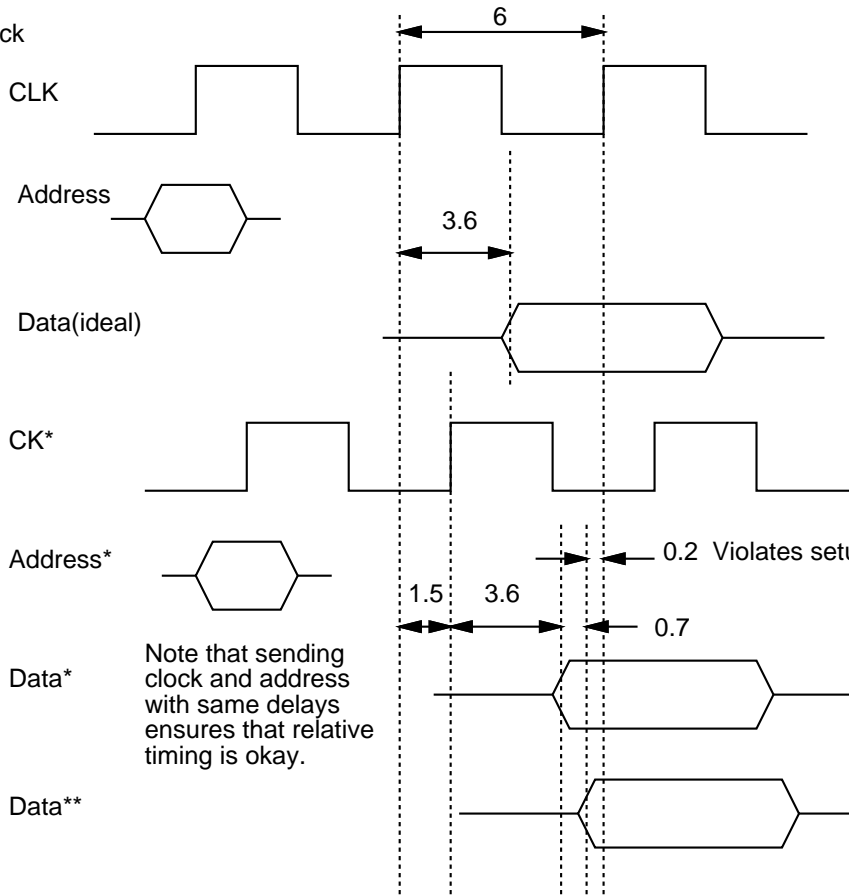 6
ck
CLK
Address
3.6
Data(ideal)
CK*
Address*
0.2 Violates setu
1.5 3.6
0.7
Data*
Note that sending
clock and address
with same delays
ensures that relative
timing is okay.
Data**